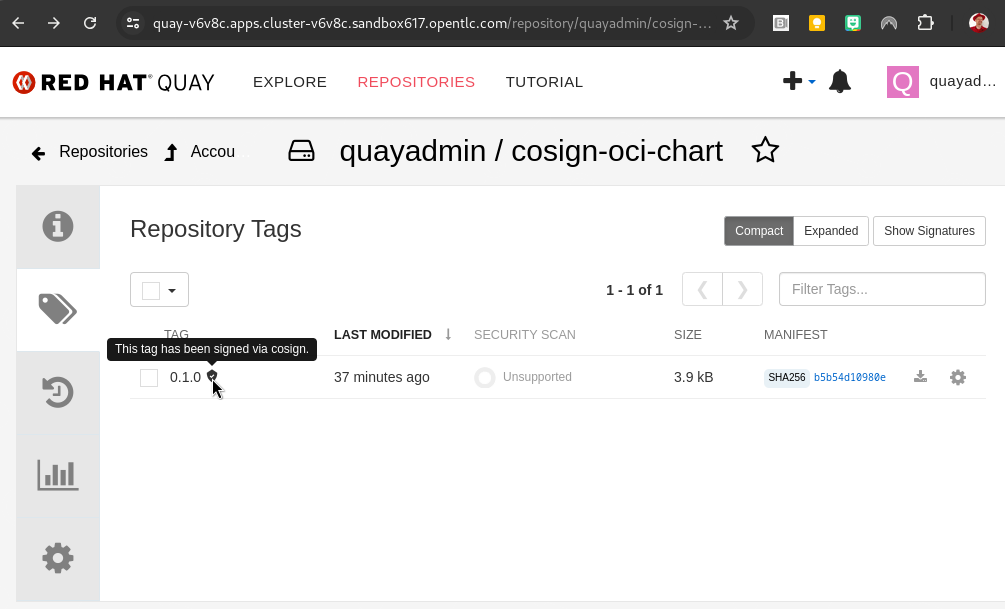 quay-v6v8c.apps.cluster-v6v8c.sandbox617.opentlc.com/repository/quayadmin/cosign-...
RED HAT® QUAY
EXPLORE
REPOSITORIES
TUTORIAL
Q
quayad...
Repositories
Accou
quayadmin / cosign-oci-chart
Repository Tags
Compact
Expanded
Show Signatures
1 - 1 of 1
Filter Tags...
TAG
LAST MODIFIED
SECURITY SCAN
SIZE
MANIFEST
This tag has been signed via cosign.
0.1.0
37 minutes ago
Unsupported
3.9 kB
SHA256
b5b54d10980e